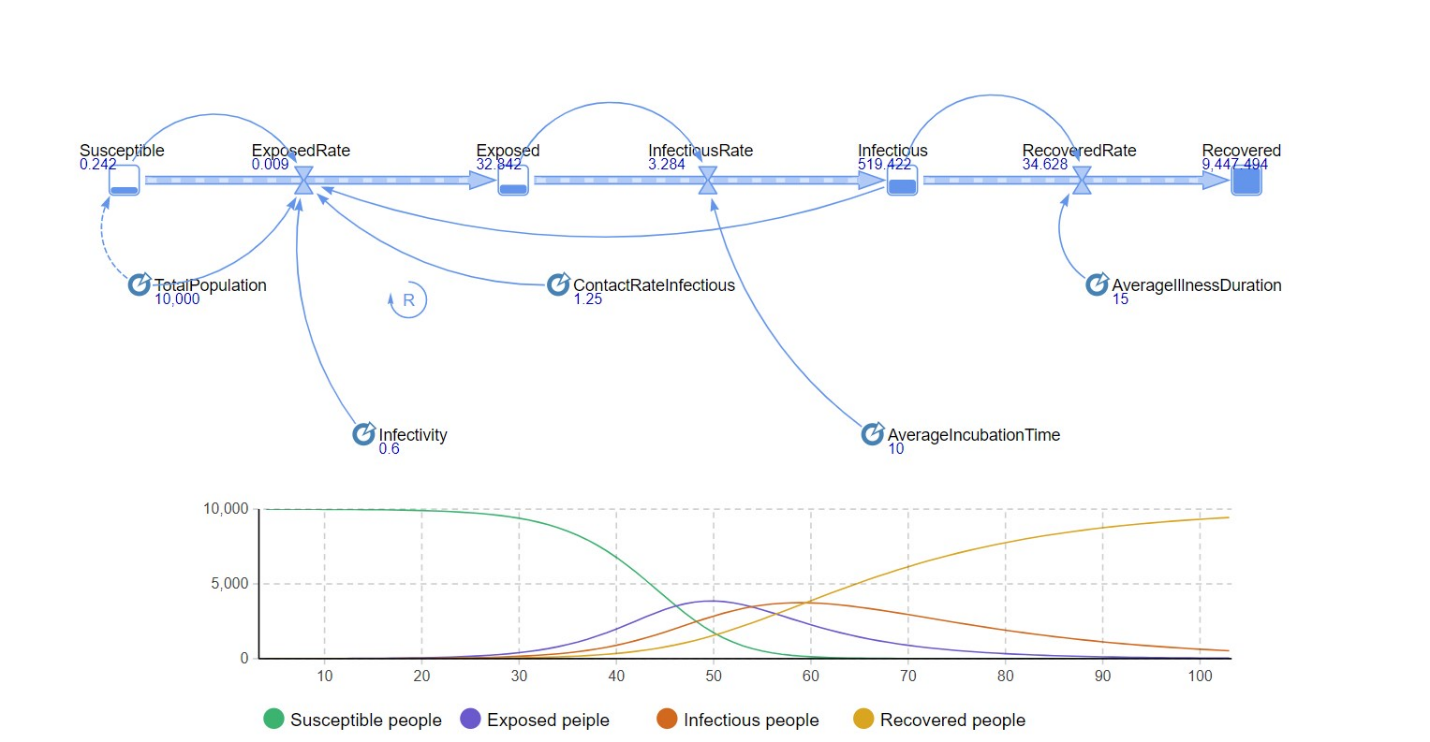 Susceptible
0.242
ExposedRate
0.009
Exposed
32.842
InfectiousRate
3.284
Infectious
519.422
RecoveredRate
34.628
Recovered
9,447.494
TotalPopulation
10,000
R
ContactRateInfectious
1.25
AverageIllnessDuration
15
Infectivity
0.6
AverageIncubationTime
10
10,000
5,000
0
10 20 30 40 50 60 70 80 90 100
Susceptible people Exposed peiple Infectious people Recovered people